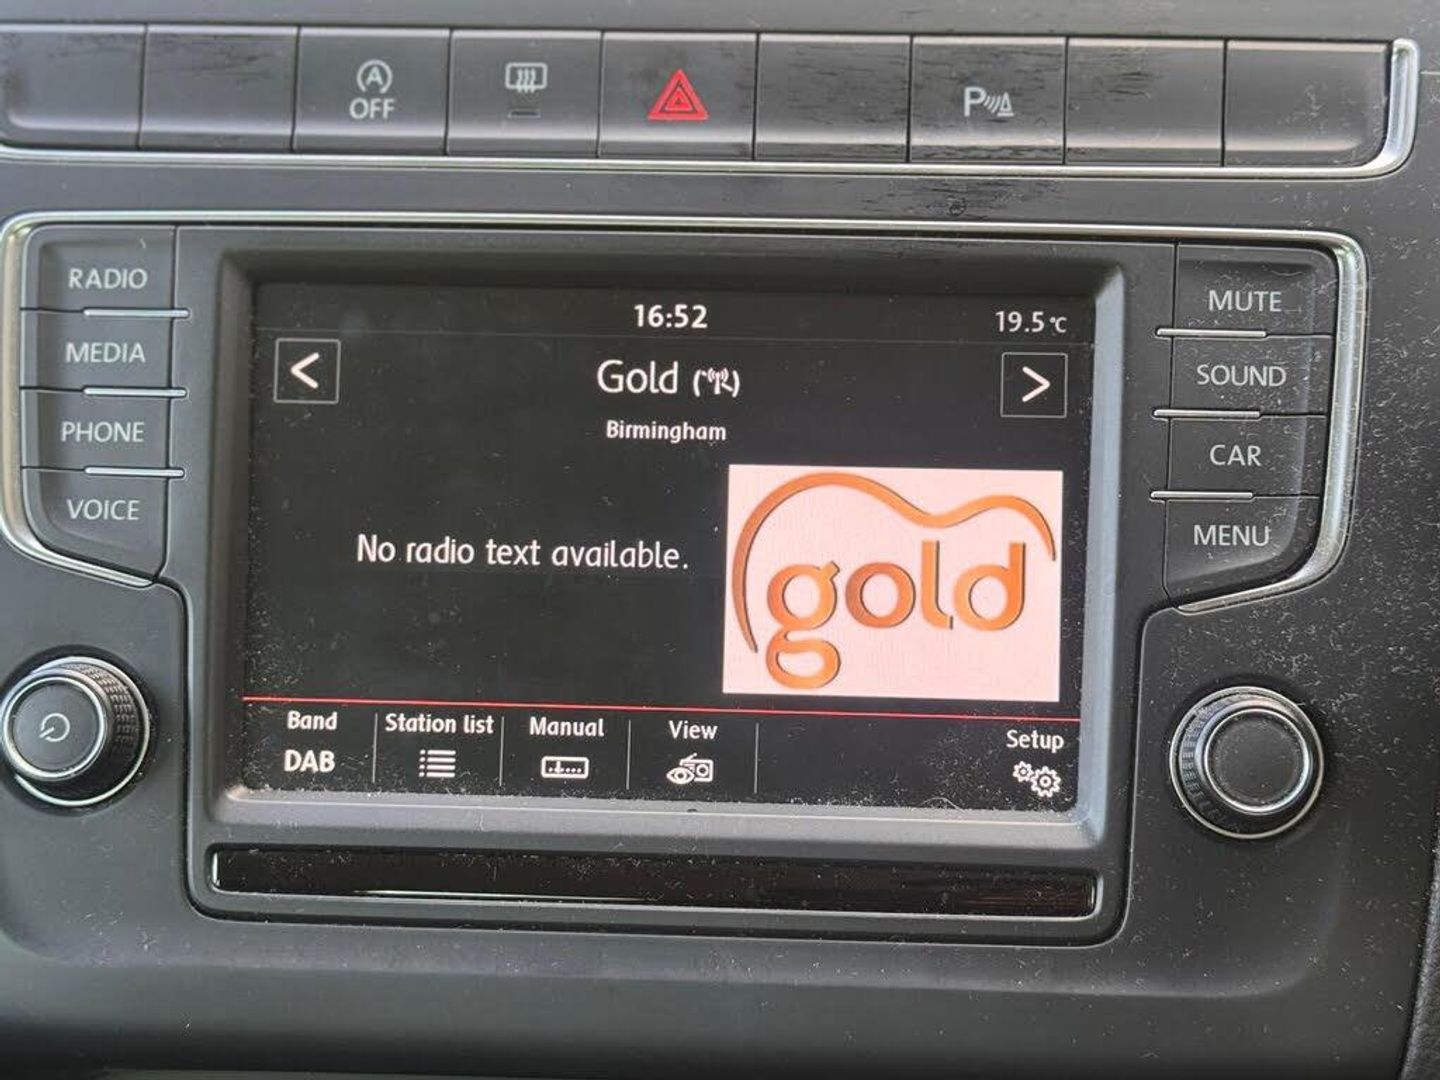 OFF
P
RADIO
MEDIA
PHONE
VOICE
16:52
19.5°C
<
Gold
>
Birmingham
No radio text available.
gold
Band
DAB
Station list
Manual
View
Setup
MUTE
SOUND
CAR
MENU